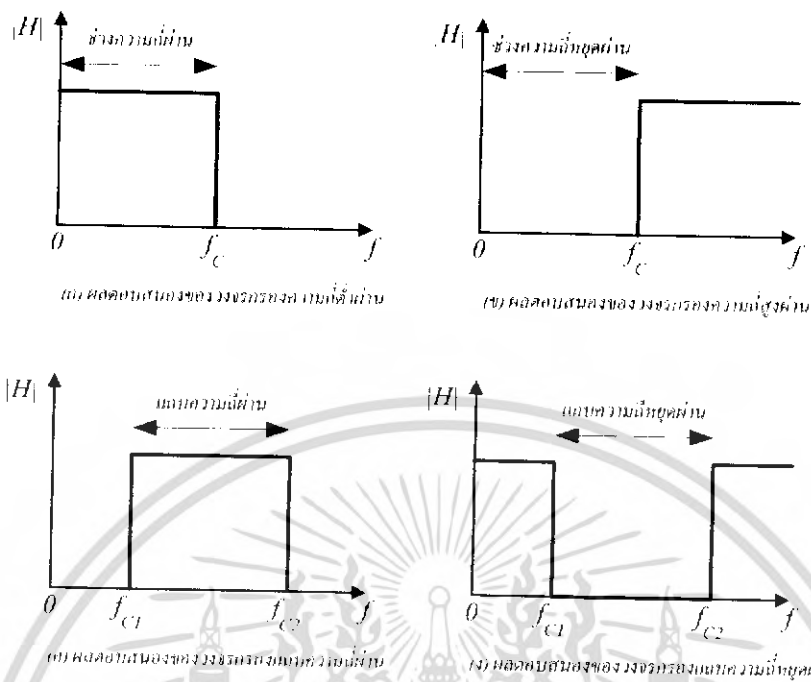 |H|
ช่วงความถี่ผ่าน
0
f_C
f
(ก) ผลตอบสนองของวงจรกรองความถี่ต่ำผ่าน
|H|
ช่วงความถี่หยุดผ่าน
0
f_C
f
(ข) ผลตอบสนองของวงจรกรองความถี่สูงผ่าน
|H|
แถบความถี่ผ่าน
0
f_C1
f_C2
f
(ค) ผลตอบสนองของวงจรกรองแถบความถี่ผ่าน
|H|
แถบความถี่หยุดผ่าน
0
f_C1
f_C2
f
(ง) ผลตอบสนองของวงจรกรองแถบความถี่หยุด